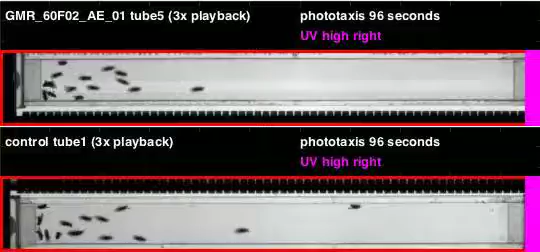 GMR_60F02_AE_01 tube5 (3x playback)
phototaxis 96 seconds
UV high right
control tube1 (3x playback)
phototaxis 96 seconds
UV high right